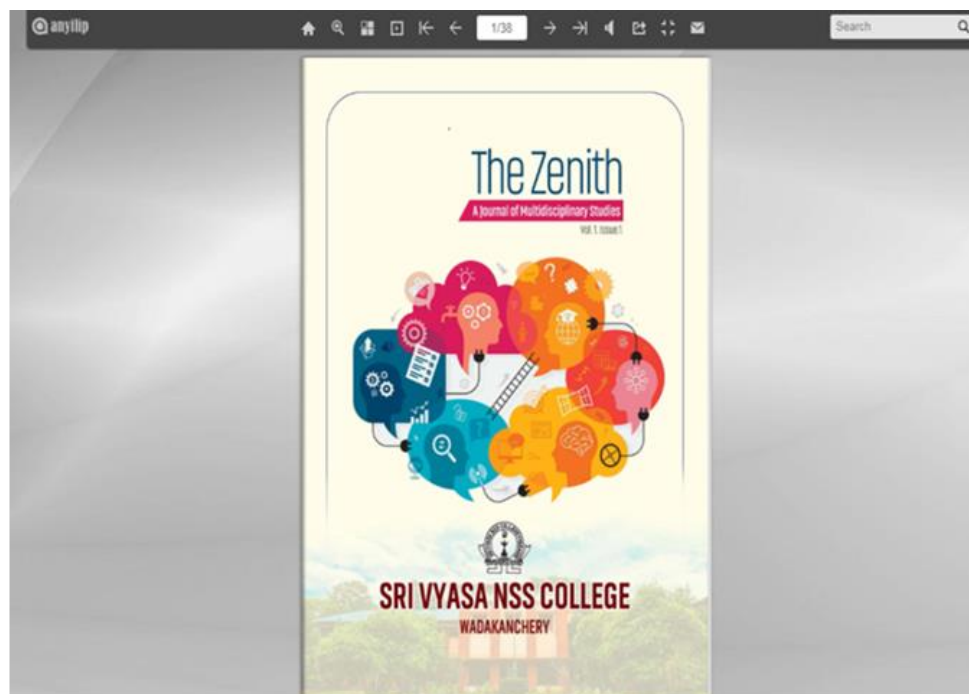 anyflip
1/38
Search
The Zenith
A Journal of Multidisciplinary Studies
Vol. 1. Issue:1
SRI VYASA NSS COLLEGE
WADAKANCHERY